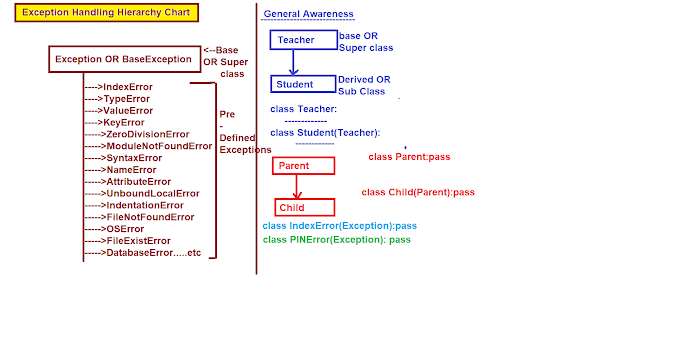 Exception Handling Hierarchy Chart
Exception OR BaseException
<--Base
OR Super
class
---->IndexError
---->TypeError
---->ValueError
---->KeyError
----->ZeroDivisionError
----->ModuleNotFoundError
----->SyntaxError
----->NameError
----->AttributeError
----->UnboundLocalError
----->IndentationError
----->FileNotFoundError
----->OSError
----->FileExistError
----->DatabaseError.....etc
Pre
-
Defined
Exceptions
General Awareness
--------------------------
Teacher
base OR
Super class
Student
Derived OR
Sub Class
class Teacher:
-------------
class Student(Teacher):
------------
Parent
class Parent:pass
class Child(Parent):pass
Child
class IndexError(Exception):pass
class PINError(Exception): pass